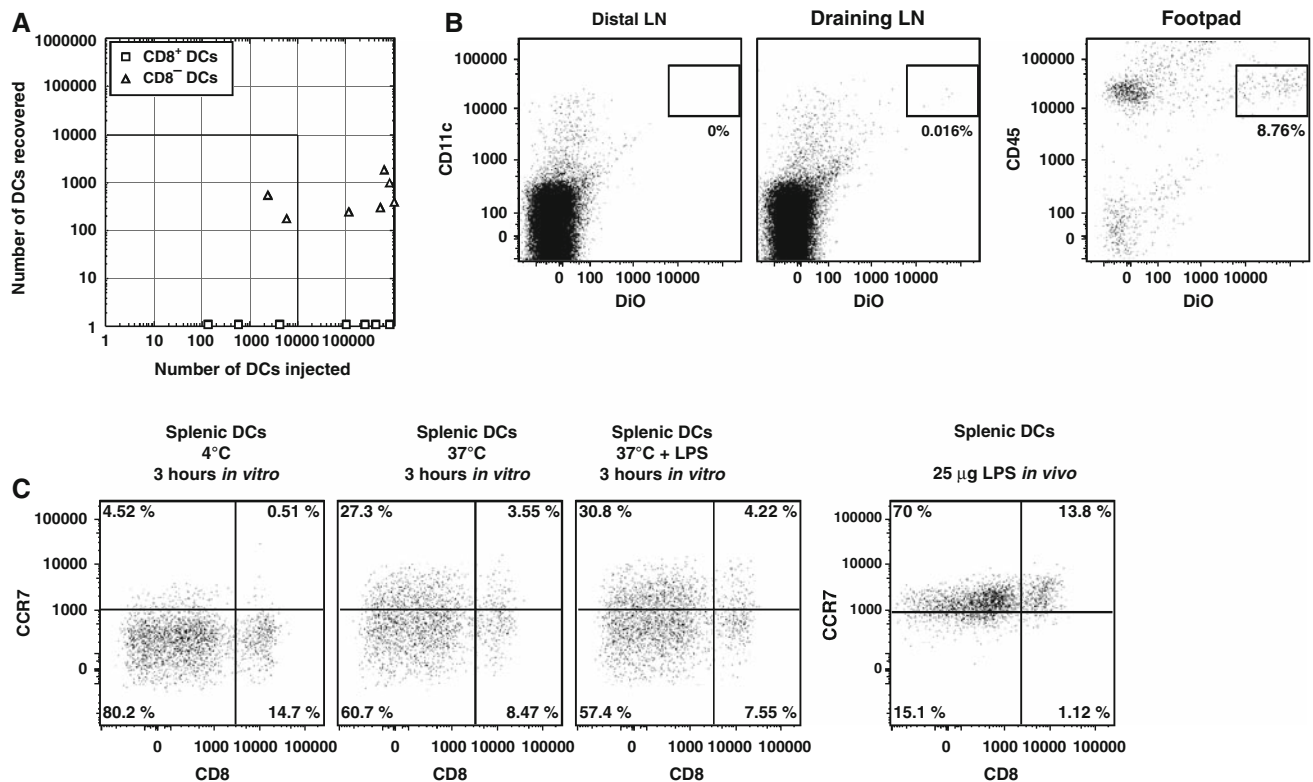 A
Number of DCs recovered
1000000
100000
10000
1000
100
10
1
CD8+ DCs
CD8− DCs
1 10 100 1000 10000 100000
Number of DCs injected
B
Distal LN
CD11c
100000
10000
1000
100
0
0%
0 100 1000 10000
DiO
Draining LN
0.016%
0 100 1000 10000
DiO
Footpad
CD45
100000
10000
1000
100
0
8.76%
0 100 1000 10000
DiO
C
Splenic DCs
4°C
3 hours in vitro
CCR7
100000
10000
1000
0
4.52 % 0.51 %
80.2 % 14.7 %
0 1000 10000 100000
CD8
Splenic DCs
37°C
3 hours in vitro
27.3 % 3.55 %
60.7 % 8.47 %
0 1000 10000 100000
CD8
Splenic DCs
37°C + LPS
3 hours in vitro
30.8 % 4.22 %
57.4 % 7.55 %
0 1000 10000 100000
CD8
Splenic DCs
25 µg LPS in vivo
CCR7
100000
10000
1000
0
70 % 13.8 %
15.1 % 1.12 %
0 1000 10000 100000
CD8